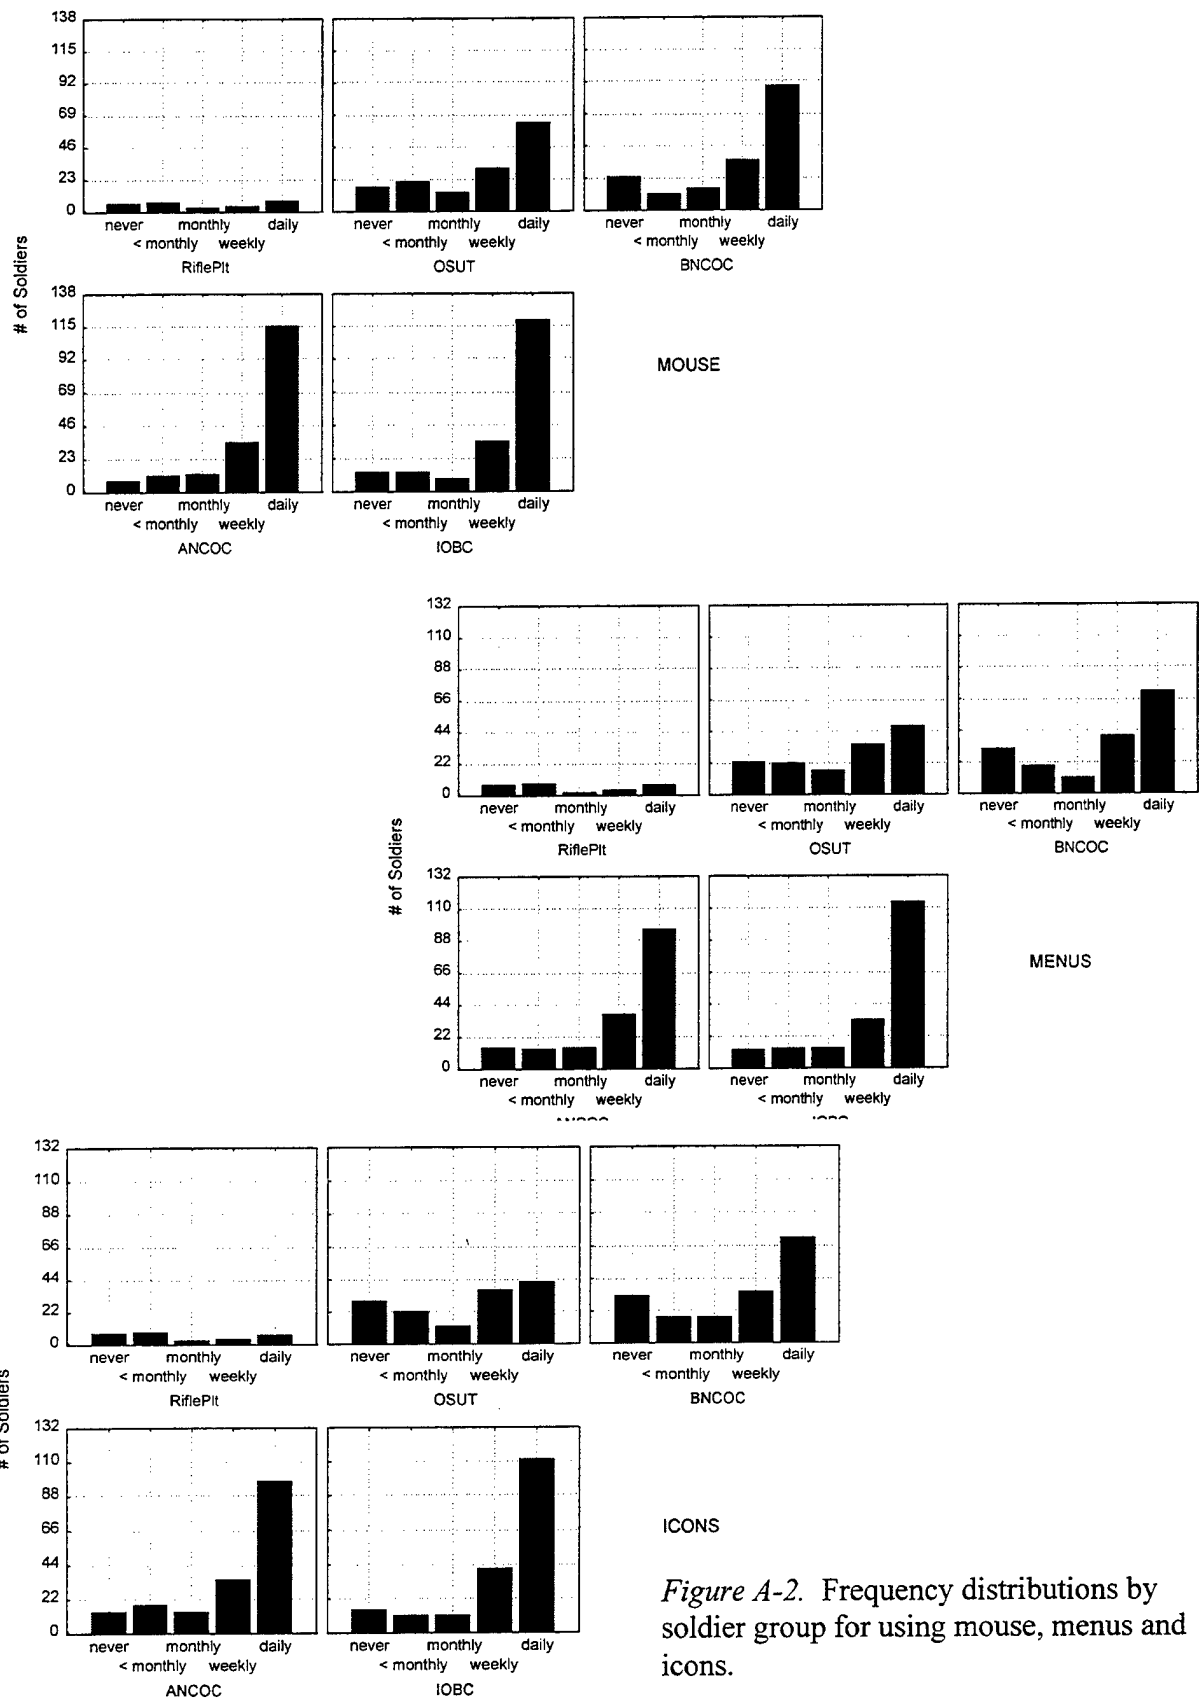 138
115
92
69
46
23
0
never monthly daily never monthly daily never monthly daily
< monthly weekly < monthly weekly < monthly weekly
RiflePlt OSUT BNCOC
# of Soldiers
138
115
92
69
46
23
0
MOUSE
never monthly daily never monthly daily
< monthly weekly < monthly weekly
ANCOC IOBC
132
110
88
66
44
22
0
never monthly daily never monthly daily never monthly daily
< monthly weekly < monthly weekly < monthly weekly
RiflePlt OSUT BNCOC
# of Soldiers
132
110
88
66
44
22
0
MENUS
never monthly daily never monthly daily
< monthly weekly < monthly weekly
132
110
88
66
44
22
0
never monthly daily never monthly daily never monthly daily
< monthly weekly < monthly weekly < monthly weekly
RiflePlt OSUT BNCOC
# of Soldiers
132
110
88
66
44
22
0
never monthly daily never monthly daily
< monthly weekly < monthly weekly
ANCOC IOBC
ICONS
Figure A-2. Frequency distributions by
soldier group for using mouse, menus and
icons.